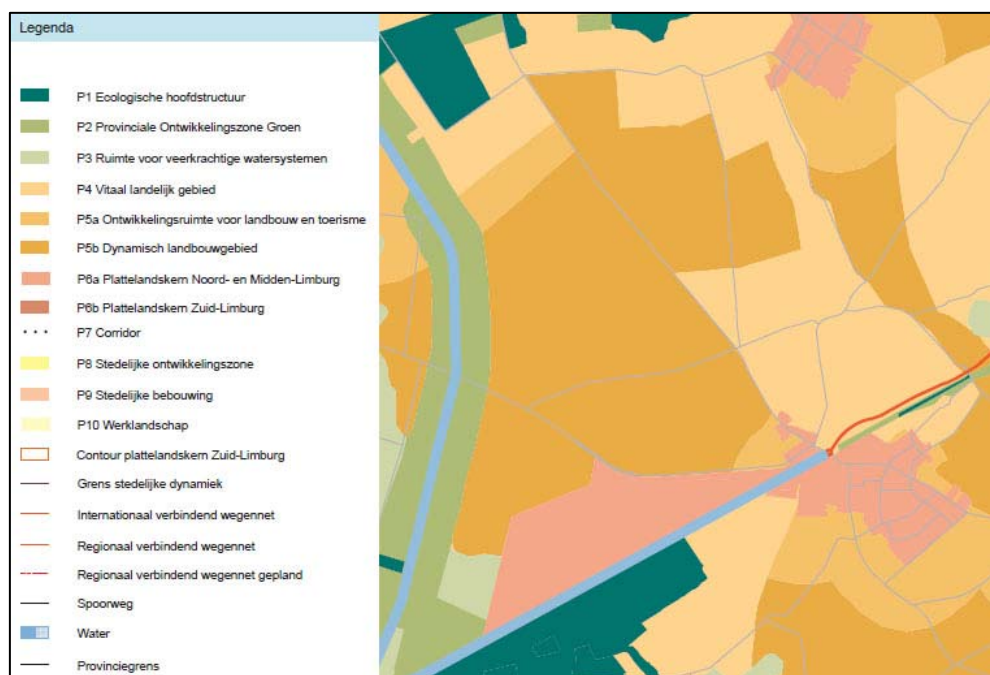 Legenda
P1 Ecologische hoofdstructuur
P2 Provinciale Ontwikkelingszone Groen
P3 Ruimte voor veerkrachtige watersystemen
P4 Vitaal landelijk gebied
P5a Ontwikkelingsruimte voor landbouw en toerisme
P5b Dynamisch landbouwgebied
P6a Plattelandskern Noord- en Midden-Limburg
P6b Plattelandskern Zuid-Limburg
P7 Corridor
P8 Stedelijke ontwikkelingszone
P9 Stedelijke bebouwing
P10 Werklandschap
Contour plattelandskern Zuid-Limburg
Grens stedelijke dynamiek
Internationaal verbindend wegennet
Regionaal verbindend wegennet
Regionaal verbindend wegennet gepland
Spoorweg
Water
Provinciegrens